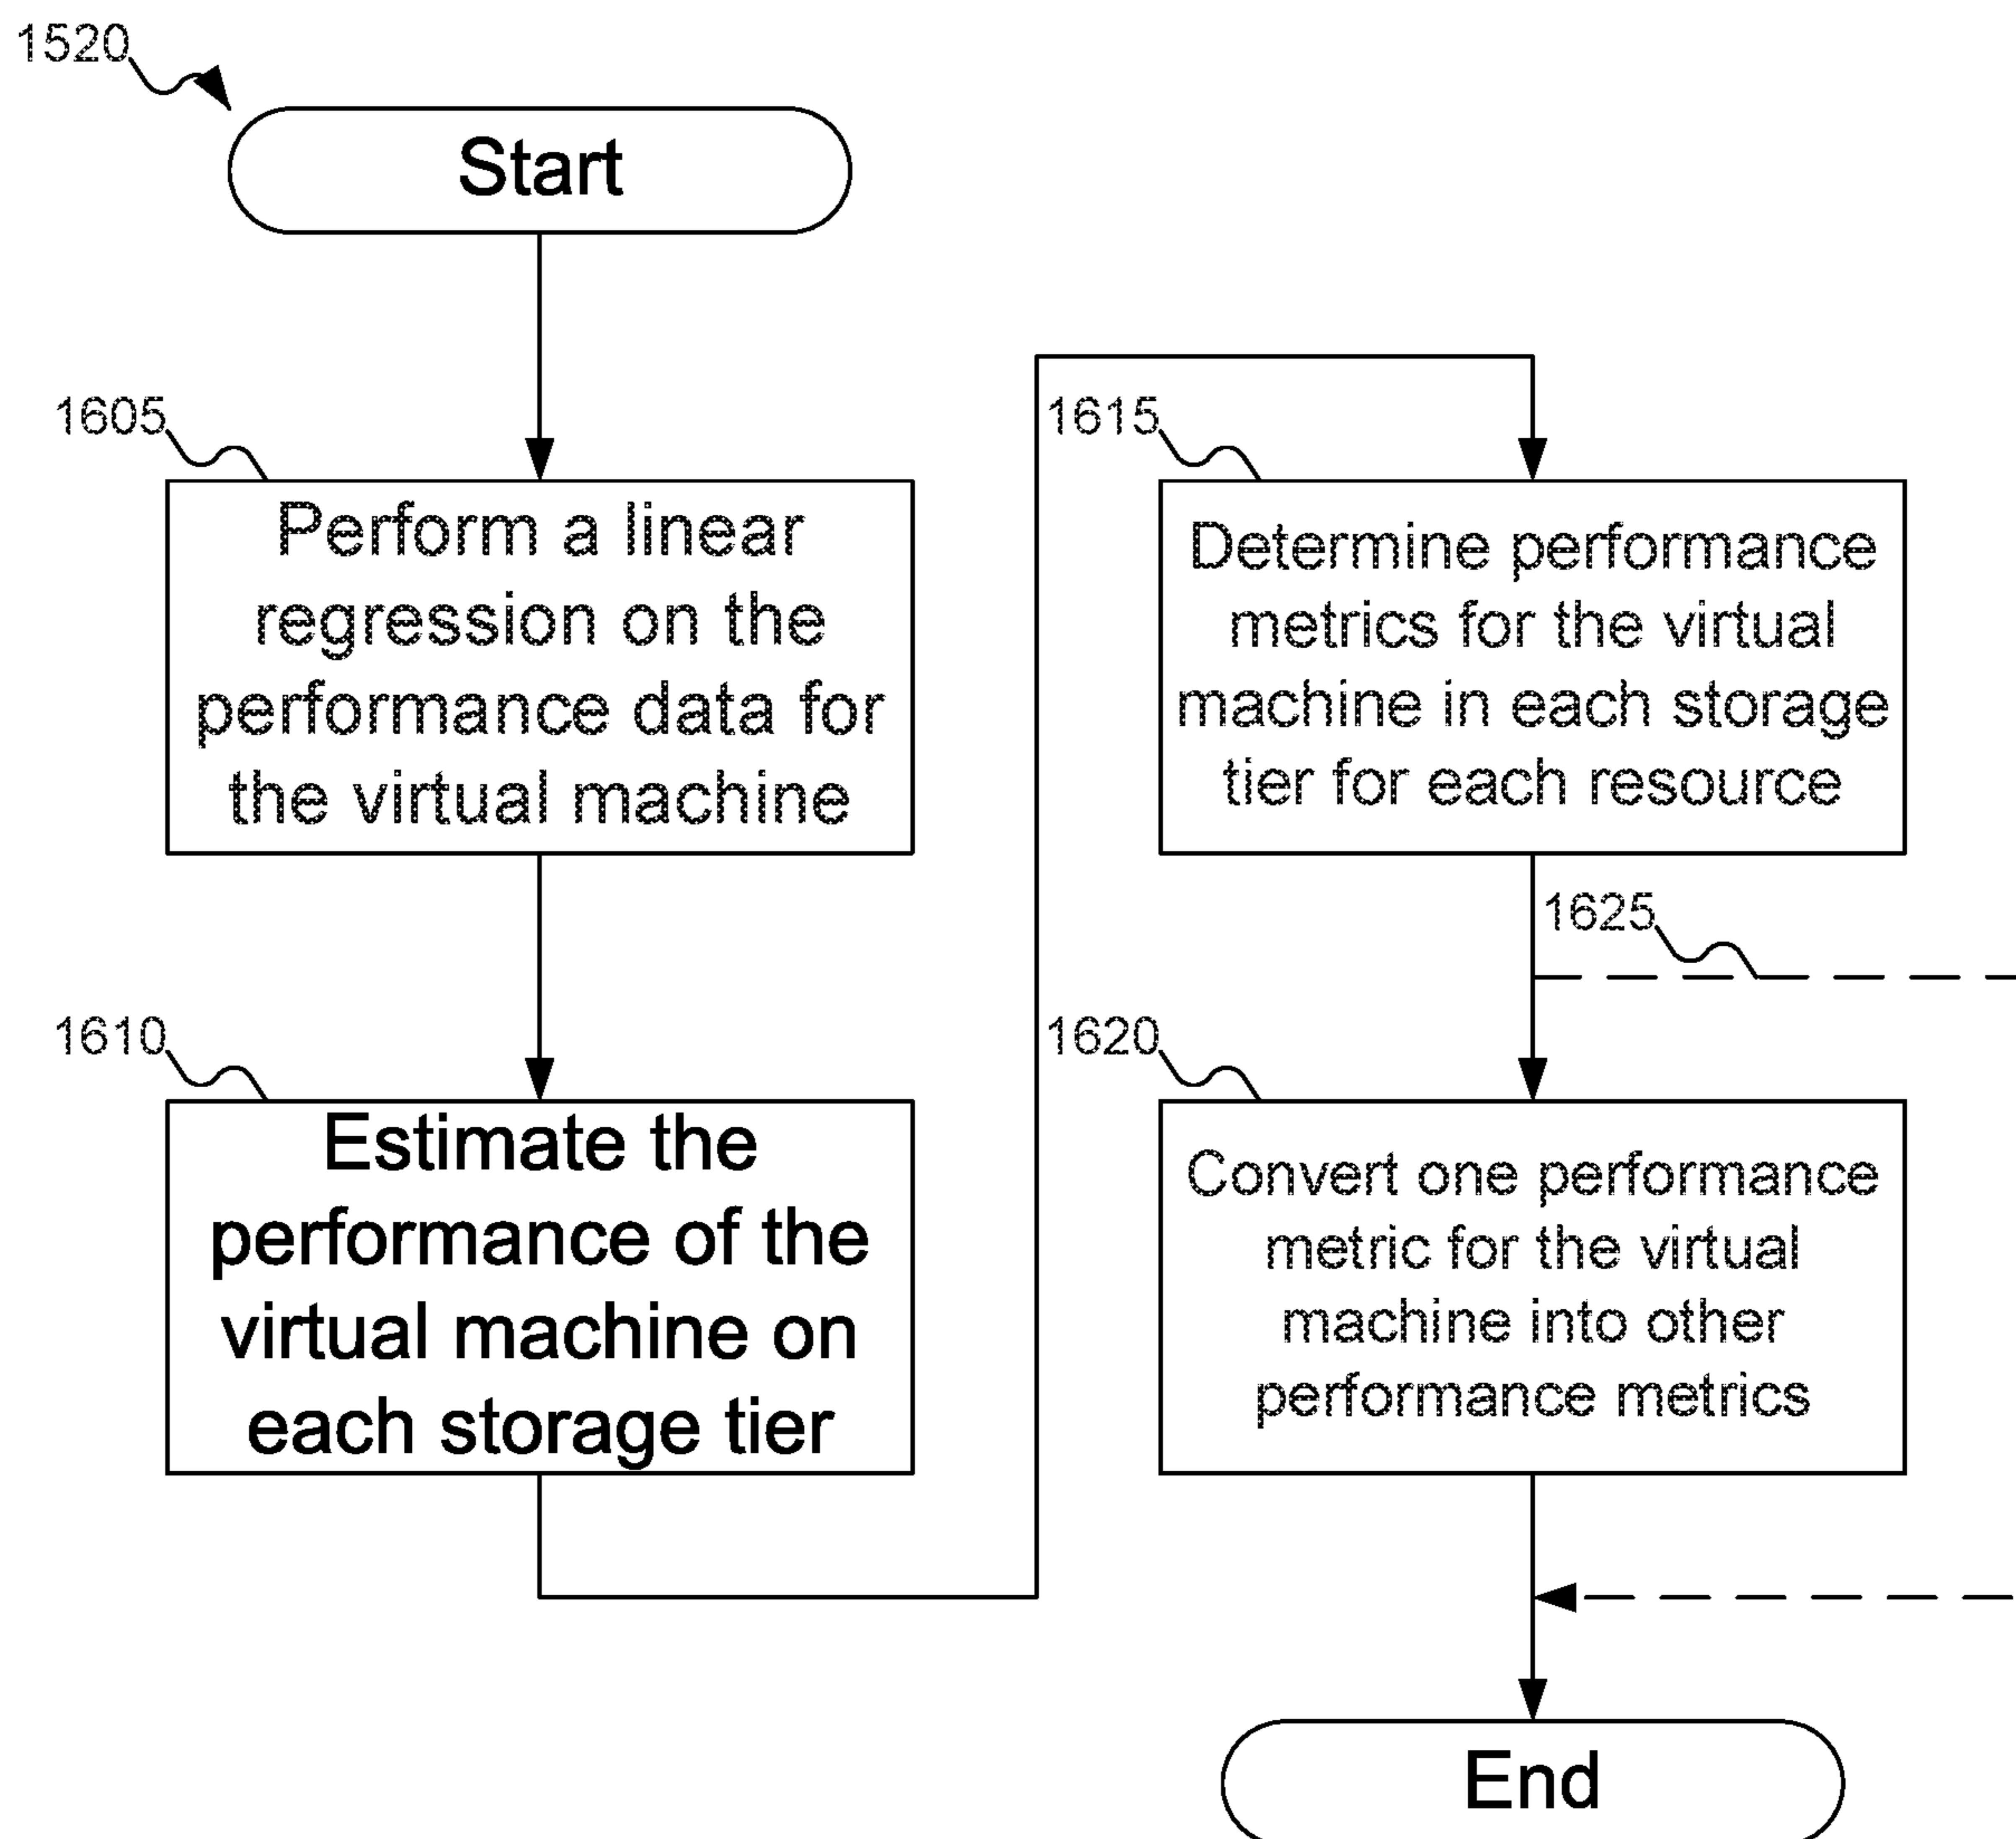 1520
Start
1605
Perform a linear
regression on the
performance data for
the virtual machine
1610
Estimate the
performance of the
virtual machine on
each storage tier
1615
Determine performance
metrics for the virtual
machine in each storage
tier for each resource
1625
1620
Convert one performance
metric for the virtual
machine into other
performance metrics
End